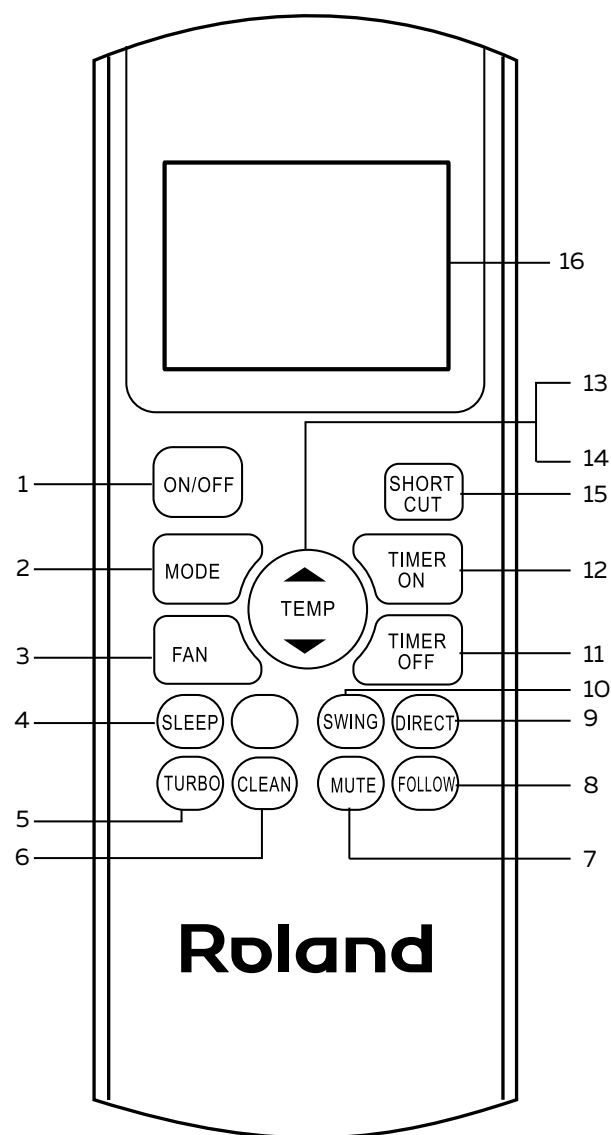 16
13
14
1
ON/OFF
SHORT
CUT
15
2
MODE
TEMP
TIMER
ON
12
3
FAN
TIMER
OFF
11
10
4
SLEEP
SWING
DIRECT
9
TURBO
CLEAN
MUTE
FOLLOW
8
5
6
7
Roland